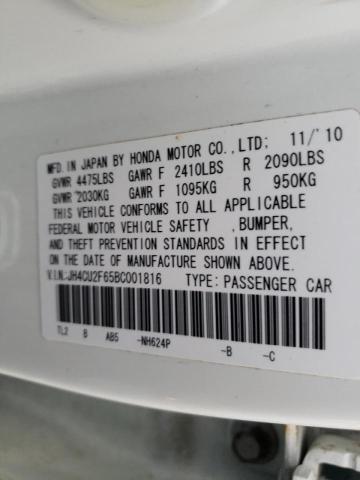 MFD. IN JAPAN BY HONDA MOTOR CO.,LTD; 11/'10
GVWR 4475LBS GAWR F 2410LBS R 2090LBS
GVWR 2030KG GAWR F 1095KG R 950KG
THIS VEHICLE CONFORMS TO ALL APPLICABLE
FEDERAL MOTOR VEHICLE SAFETY ,BUMPER,
AND THEFT PREVENTION STANDARDS IN EFFECT
ON THE DATE OF MANUFACTURE SHOWN ABOVE.
V.I.N:JH4CU2F65BC001816 TYPE: PASSENGER CAR
TL2 B AB5 -NH624P -B -C